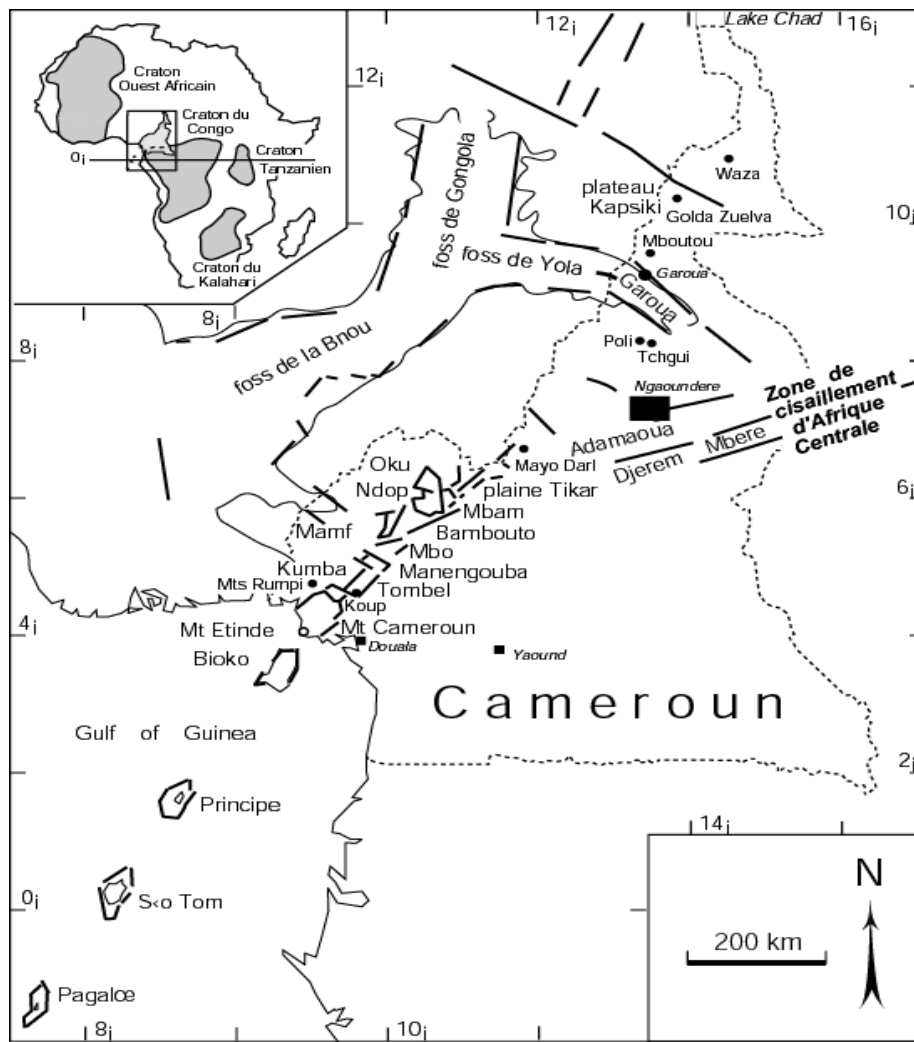 12j
16j
Lake Chad
Craton
Ouest Africain
Craton du
Congo
0j
Craton
Tanzanien
Craton du
Kalahari
12j
Waza
plateau
Kapsiki
Golda Zuelva
10j
foss de Gongola
foss de Yola
Mboutou
Garoua
Garoua
8j
8j
foss de la Bnou
Poli
Tchgui
Ngaoundere
Zone de
cisaillement
d'Afrique
Centrale
Adamaoua
Djerem
Mbere
Mayo Darl
Oku
Ndop
plaine Tikar
6j
Mbam
Mamf
Bambouto
Mbo
Kumba
Manengouba
Mts Rumpi
Tombel
Koup
4j
Mt Etinde
Mt Cameroun
Douala
Bioko
Yaound
Cameroun
Gulf of Guinea
2j
Principe
14j
N
0j
S‹o Tom
200 km
Pagalœ
8j
10j